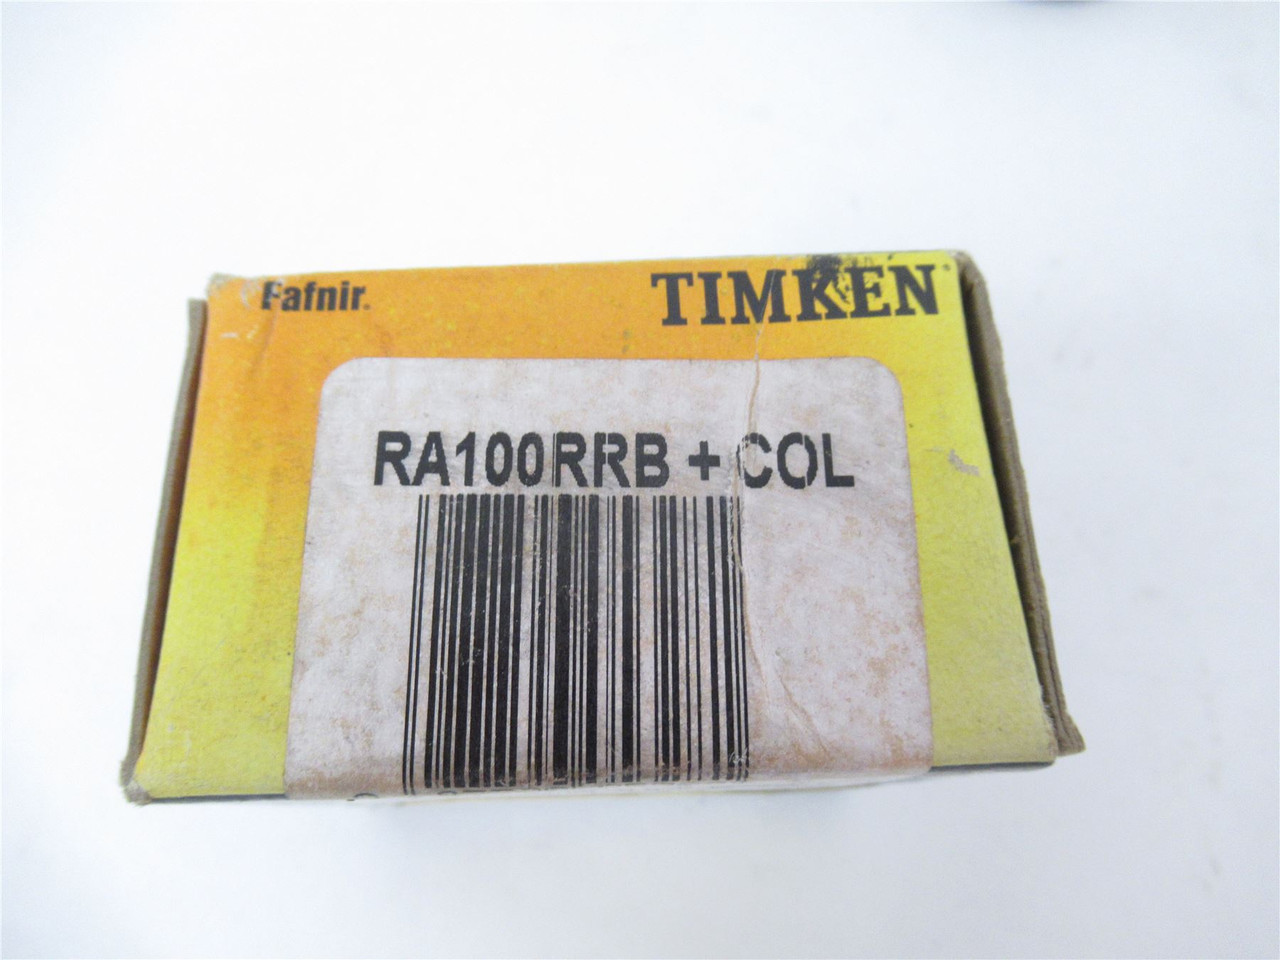 Fafnir. TIMKEN
RA100RRB + COL